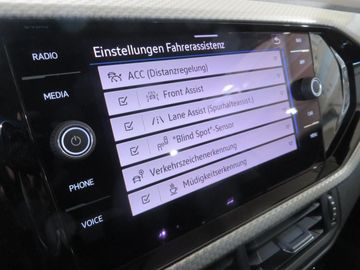 RADIO
MEDIA
PHONE
VOICE
Einstellungen Fahrerassistenz
ACC (Distanzregelung)
Front Assist
Lane Assist (Spurhalteassist.)
"Blind Spot"-Sensor
Verkehrszeichenerkennung
Müdigkeitserkennung